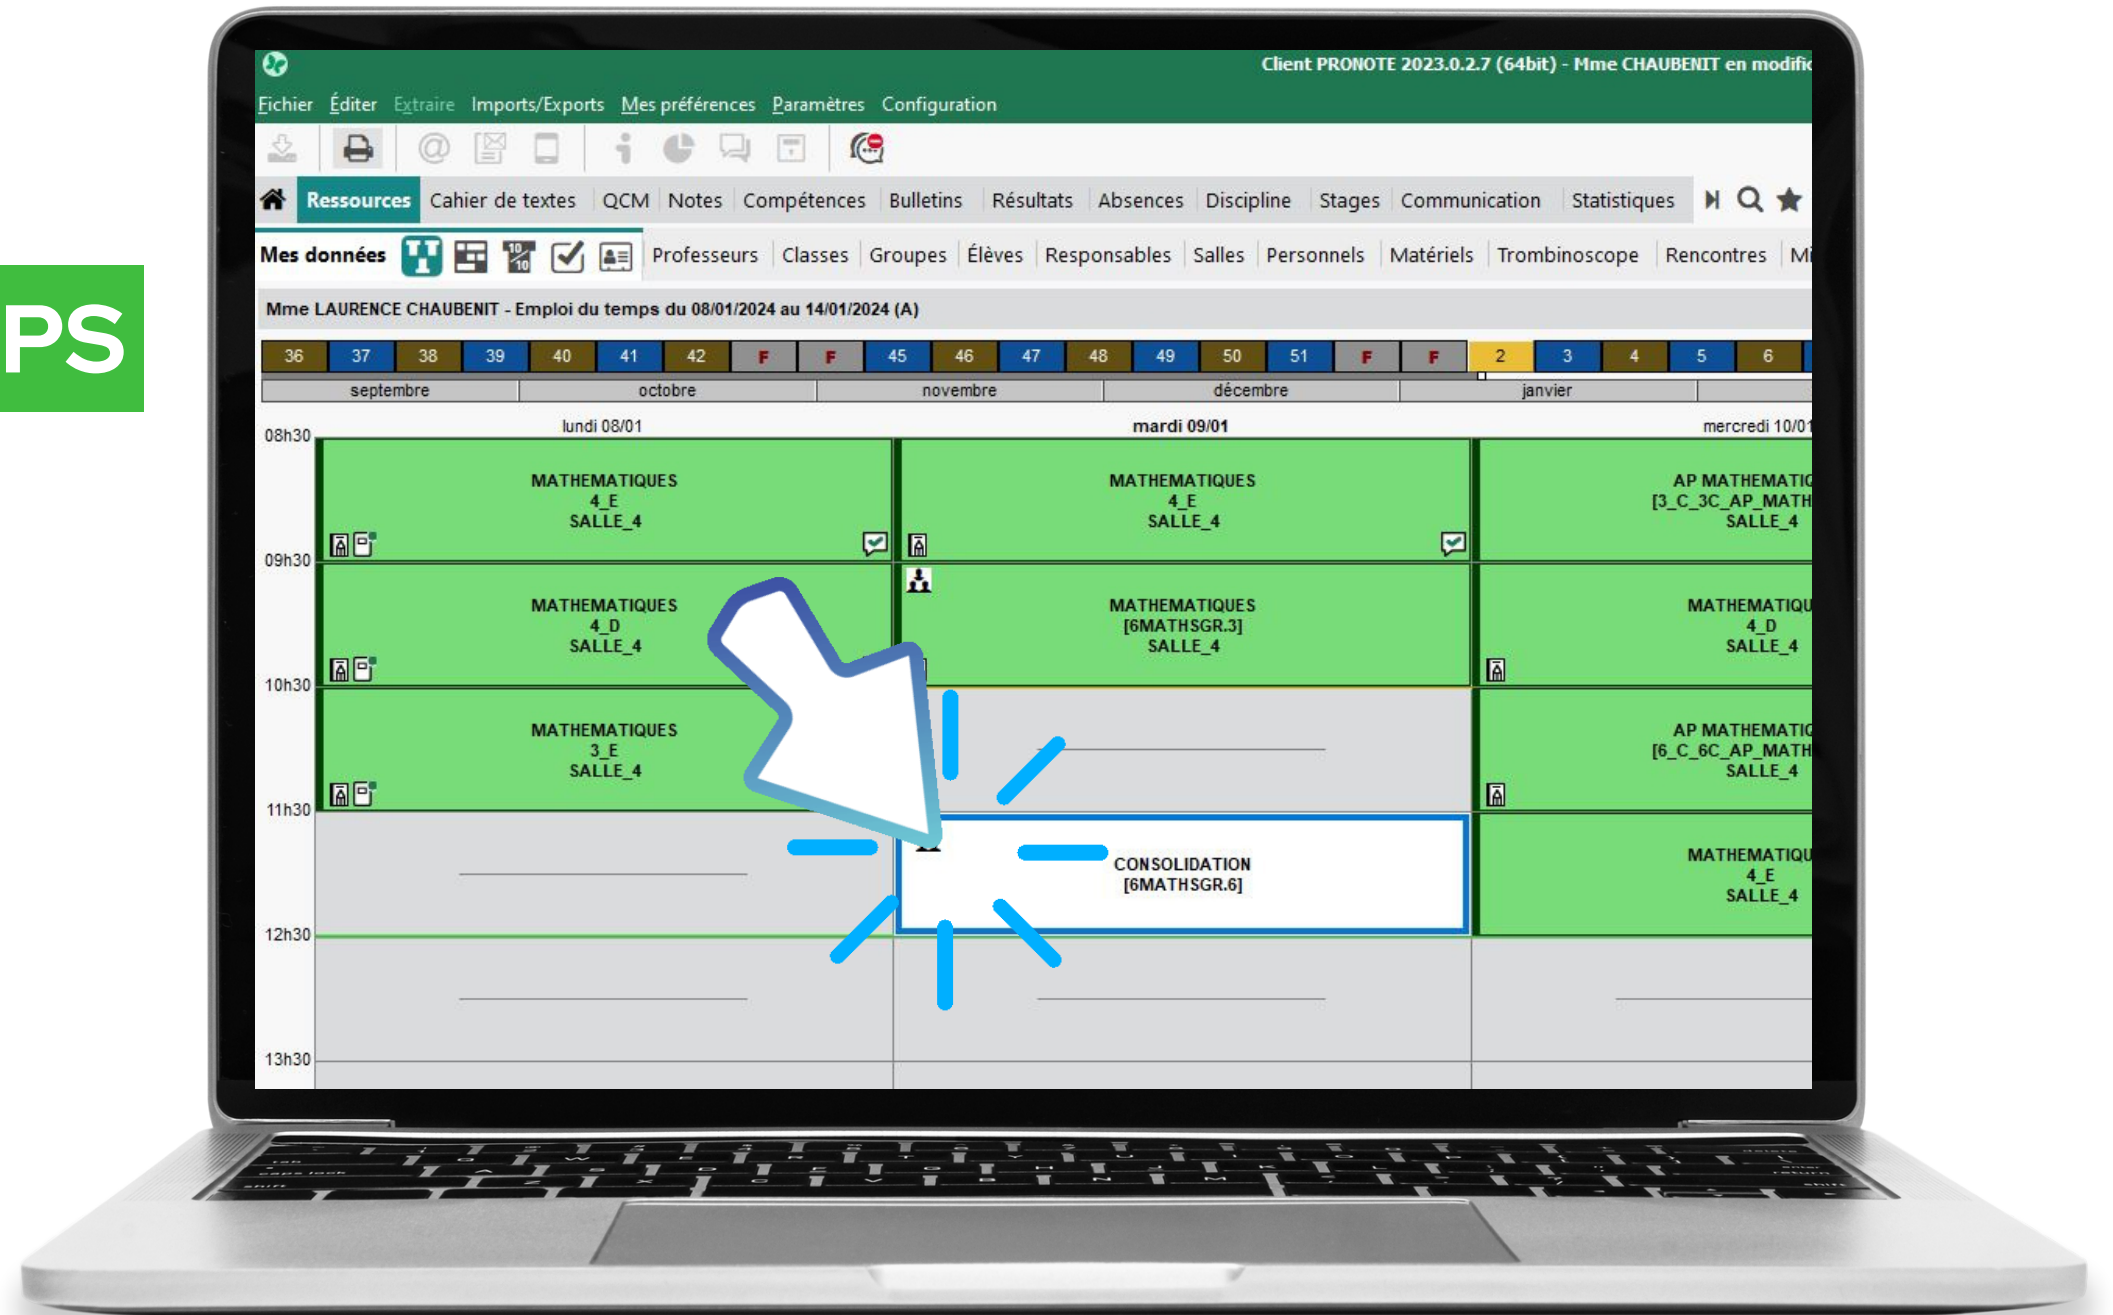 Client PRONOTE 2023.0.2.7 (64bit) - Mme CHAUBENIT en modific
Fichier Éditer Extraire Imports/Exports Mes préférences Paramètres Configuration
Ressources Cahier de textes QCM Notes Compétences Bulletins Résultats Absences Discipline Stages Communication Statistiques
Mes données Professeurs Classes Groupes Élèves Responsables Salles Personnels Matériels Trombinoscope Rencontres Mi
PS
Mme LAURENCE CHAUBENIT - Emploi du temps du 08/01/2024 au 14/01/2024 (A)
36 37 38 39 40 41 42 F F 45 46 47 48 49 50 51 F F 2 3 4 5 6
septembre octobre novembre décembre janvier
lundi 08/01 mardi 09/01 mercredi 10/01
08h30
MATHEMATIQUES MATHEMATIQUES AP MATHEMATIQ
4_E 4_E [3_C_3C_AP_MATH
SALLE_4 SALLE_4 SALLE_4
09h30
MATHEMATIQUES MATHEMATIQUES MATHEMATIQU
4_D [6MATHSGR.3] 4_D
SALLE_4 SALLE_4 SALLE_4
10h30
MATHEMATIQUES AP MATHEMATIQ
3_E [6_C_6C_AP_MATH
SALLE_4 SALLE_4
11h30
CONSOLIDATION MATHEMATIQU
[6MATHSGR.6] 4_E
SALLE_4
12h30
13h30